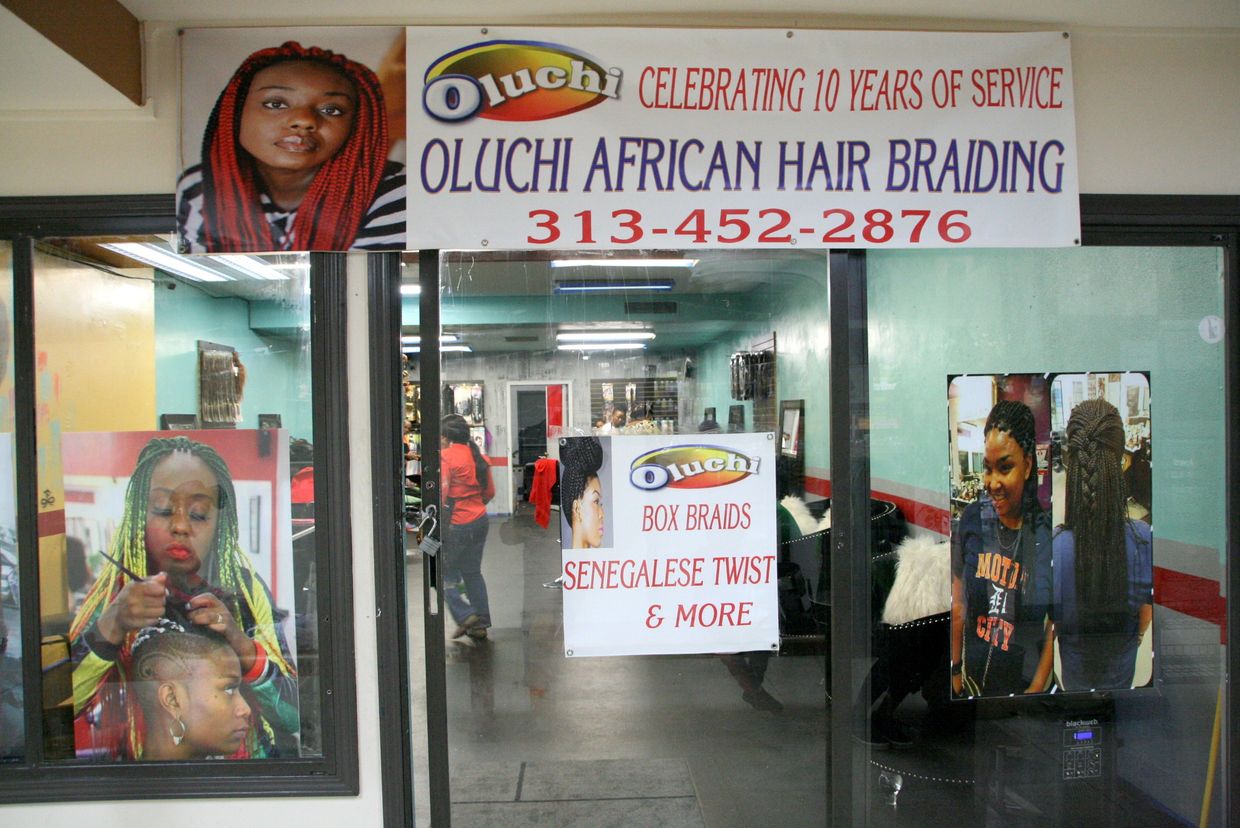 Oluchi
CELEBRATING 10 YEARS OF SERVICE
OLUCHI AFRICAN HAIR BRAIDING
313-452-2876
Oluchi
BOX BRAIDS
SENEGALESE TWIST
& MORE
CITY
blackweb